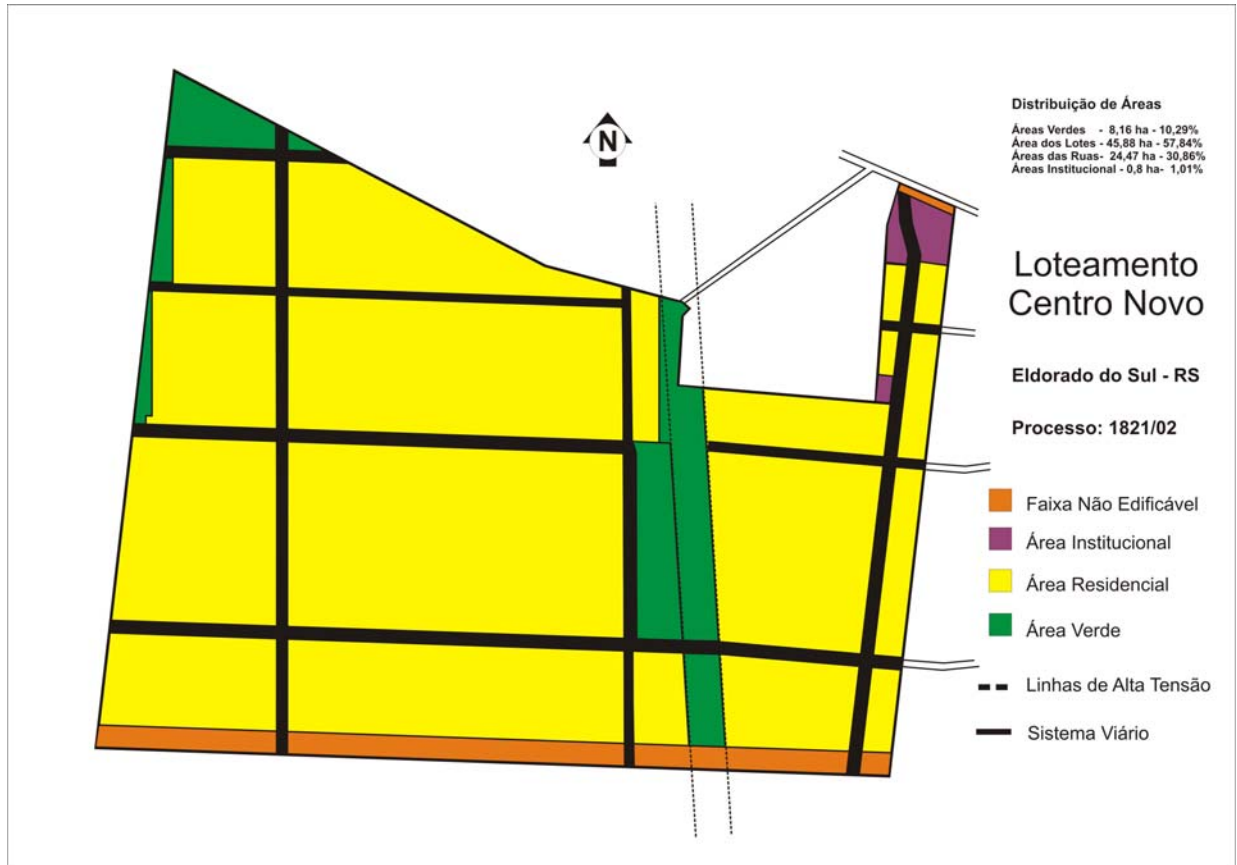 N
Distribuição de Áreas
Áreas Verdes - 8,16 ha - 10,29%
Área dos Lotes - 45,88 ha - 57,84%
Áreas das Ruas- 24,47 ha - 30,86%
Áreas Institucional - 0,8 ha- 1,01%
Loteamento
Centro Novo
Eldorado do Sul - RS
Processo: 1821/02
Faixa Não Edificável
Área Institucional
Área Residencial
Área Verde
Linhas de Alta Tensão
Sistema Viário